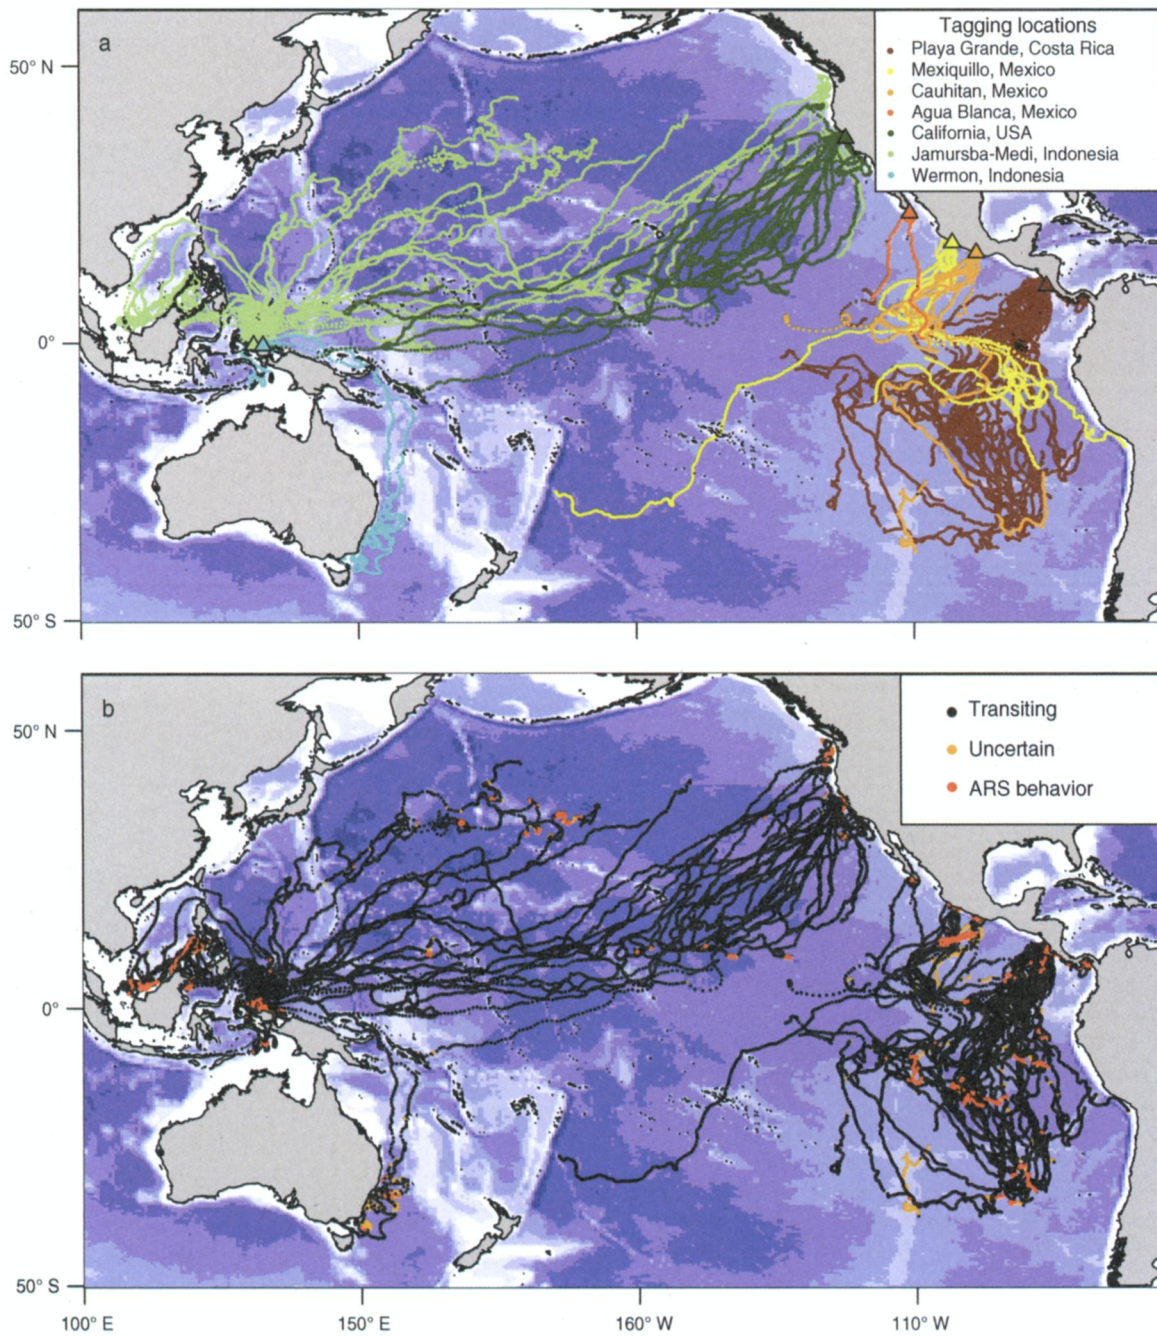 a
Tagging locations
Playa Grande, Costa Rica
Mexiquillo, Mexico
Cauhitan, Mexico
Agua Blanca, Mexico
California, USA
Jamursba-Medi, Indonesia
Wermon, Indonesia
50° N
0°
50° S
b
Transiting
Uncertain
ARS behavior
50° N
0°
50° S
100° E
150° E
160° W
110° W